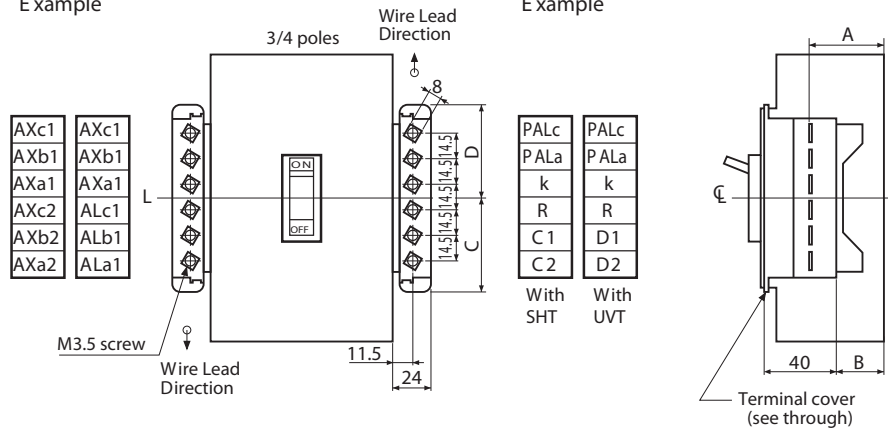 Example
Example
Wire Lead
Direction
3/4 poles
A
8
AXc1
AXb1
AXa1
AXc2
AXb2
AXa2
AXc1
AXb1
AXa1
ALc1
ALb1
ALa1
L
ON
OFF
14.5
14.5
14.5
14.5
14.5
D
C
PALc
PALa
k
R
C1
C2
With
SHT
PALc
PALa
k
R
D1
D2
With
UVT
℄
M3.5 screw
Wire Lead
Direction
11.5
24
40
B
Terminal cover
(see through)